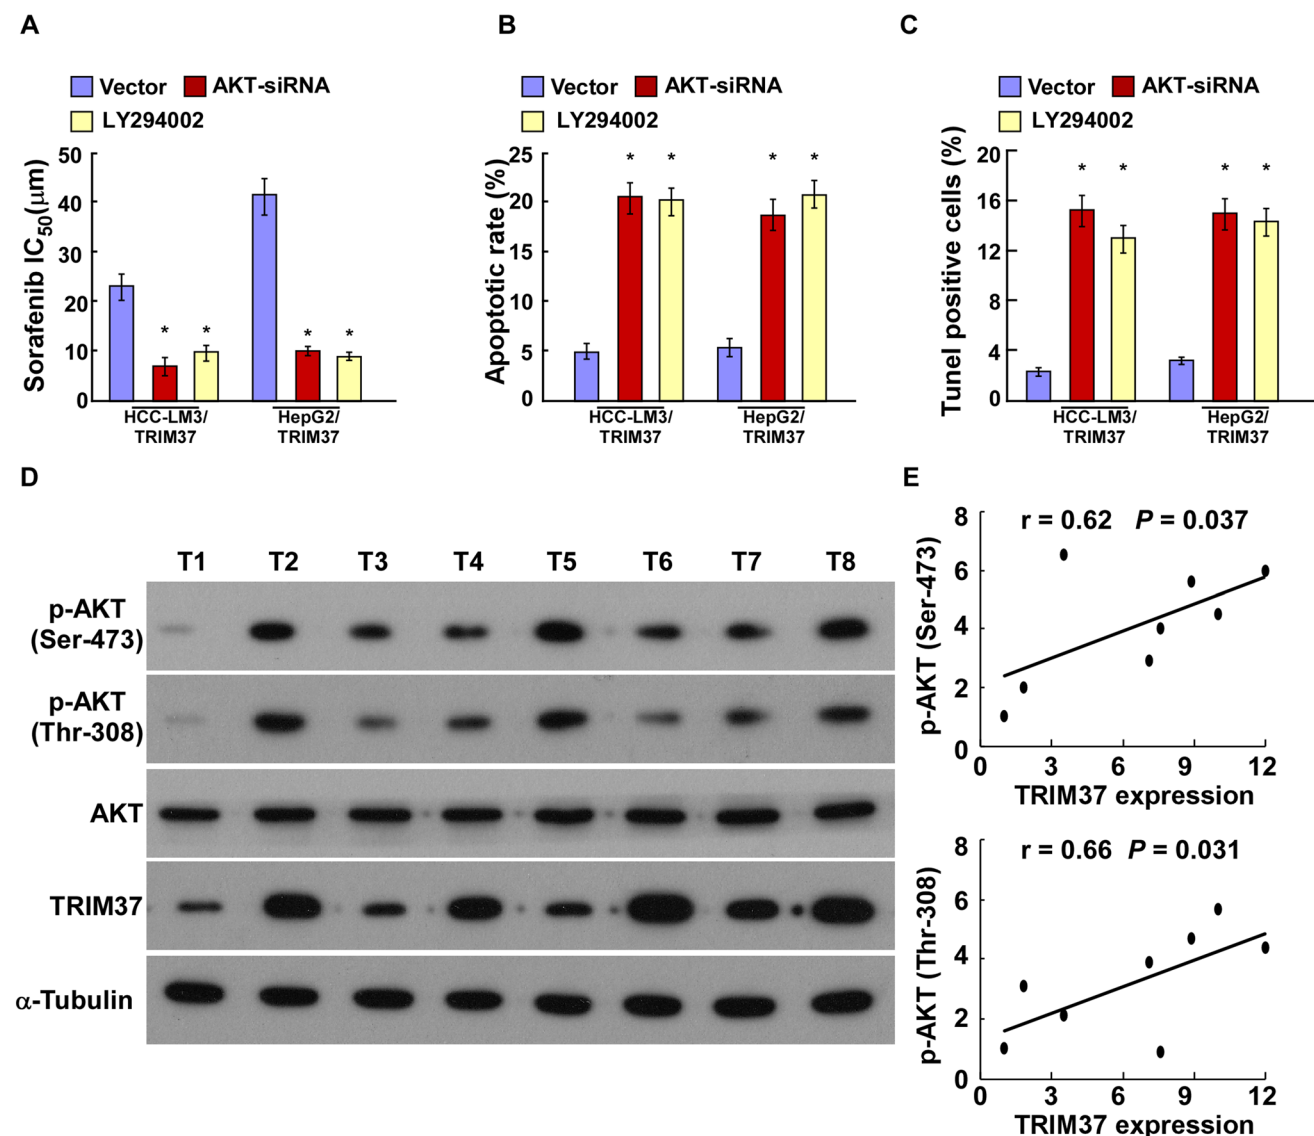 A
Vector AKT-siRNA
LY294002
Sorafenib IC50(μm)
50
40
30
20
10
0
* * * *
HCC-LM3/ HepG2/
TRIM37 TRIM37
B
Vector AKT-siRNA
LY294002
Apoptotic rate (%)
25
20
15
10
5
0
* * * *
HCC-LM3/ HepG2/
TRIM37 TRIM37
C
Vector AKT-siRNA
LY294002
Tunel positive cells (%)
20
16
12
8
4
0
* * * *
HCC-LM3/ HepG2/
TRIM37 TRIM37
D
T1 T2 T3 T4 T5 T6 T7 T8
p-AKT
(Ser-473)
p-AKT
(Thr-308)
AKT
TRIM37
α-Tubulin
E
r = 0.62 P = 0.037
p-AKT (Ser-473)
8
6
4
2
0
0 3 6 9 12
TRIM37 expression
r = 0.66 P = 0.031
p-AKT (Thr-308)
8
6
4
2
0
0 3 6 9 12
TRIM37 expression